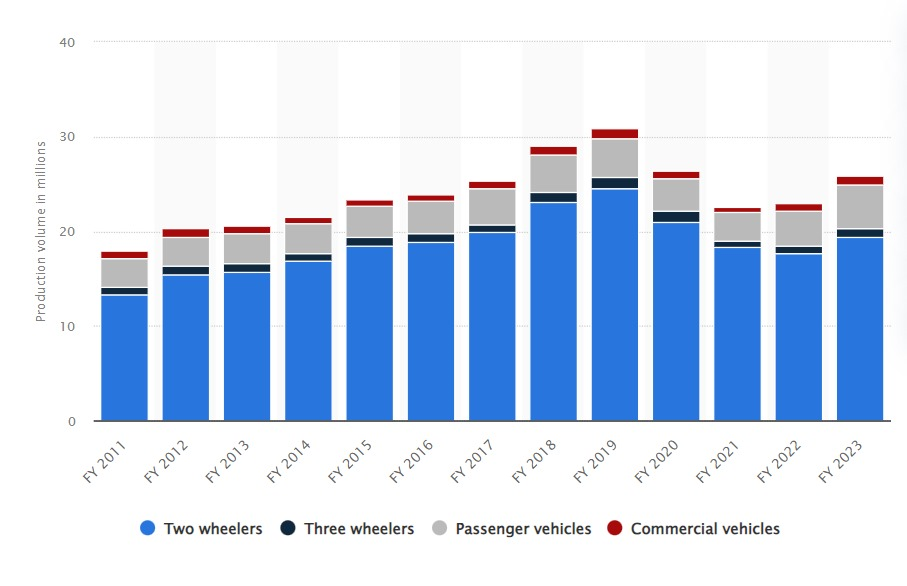 40
30
20
10
0
Production volume in millions
FY 2011
FY 2012
FY 2013
FY 2014
FY 2015
FY 2016
FY 2017
FY 2018
FY 2019
FY 2020
FY 2021
FY 2022
FY 2023
Two wheelers
Three wheelers
Passenger vehicles
Commercial vehicles